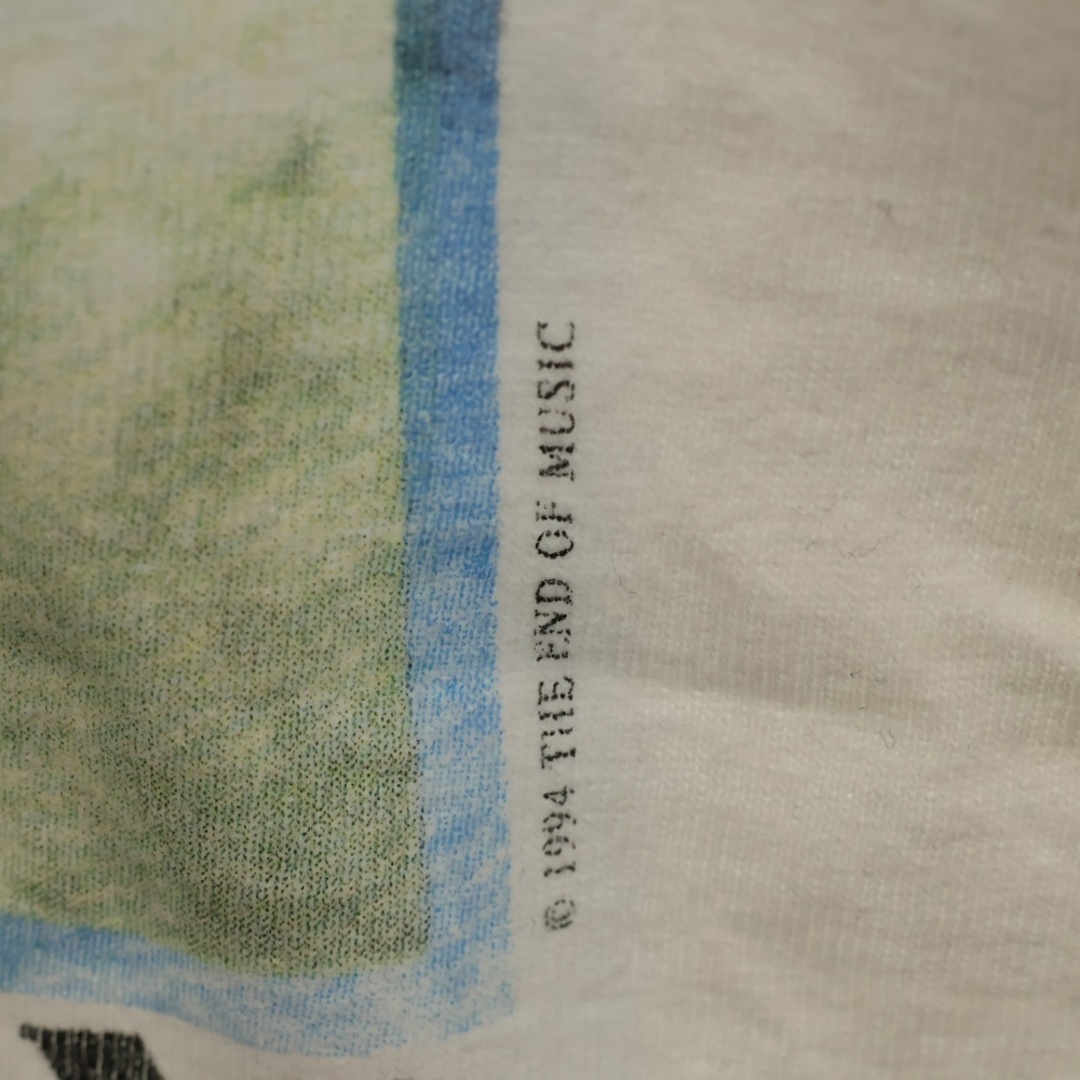 © 1994 THE END OF MUSIC